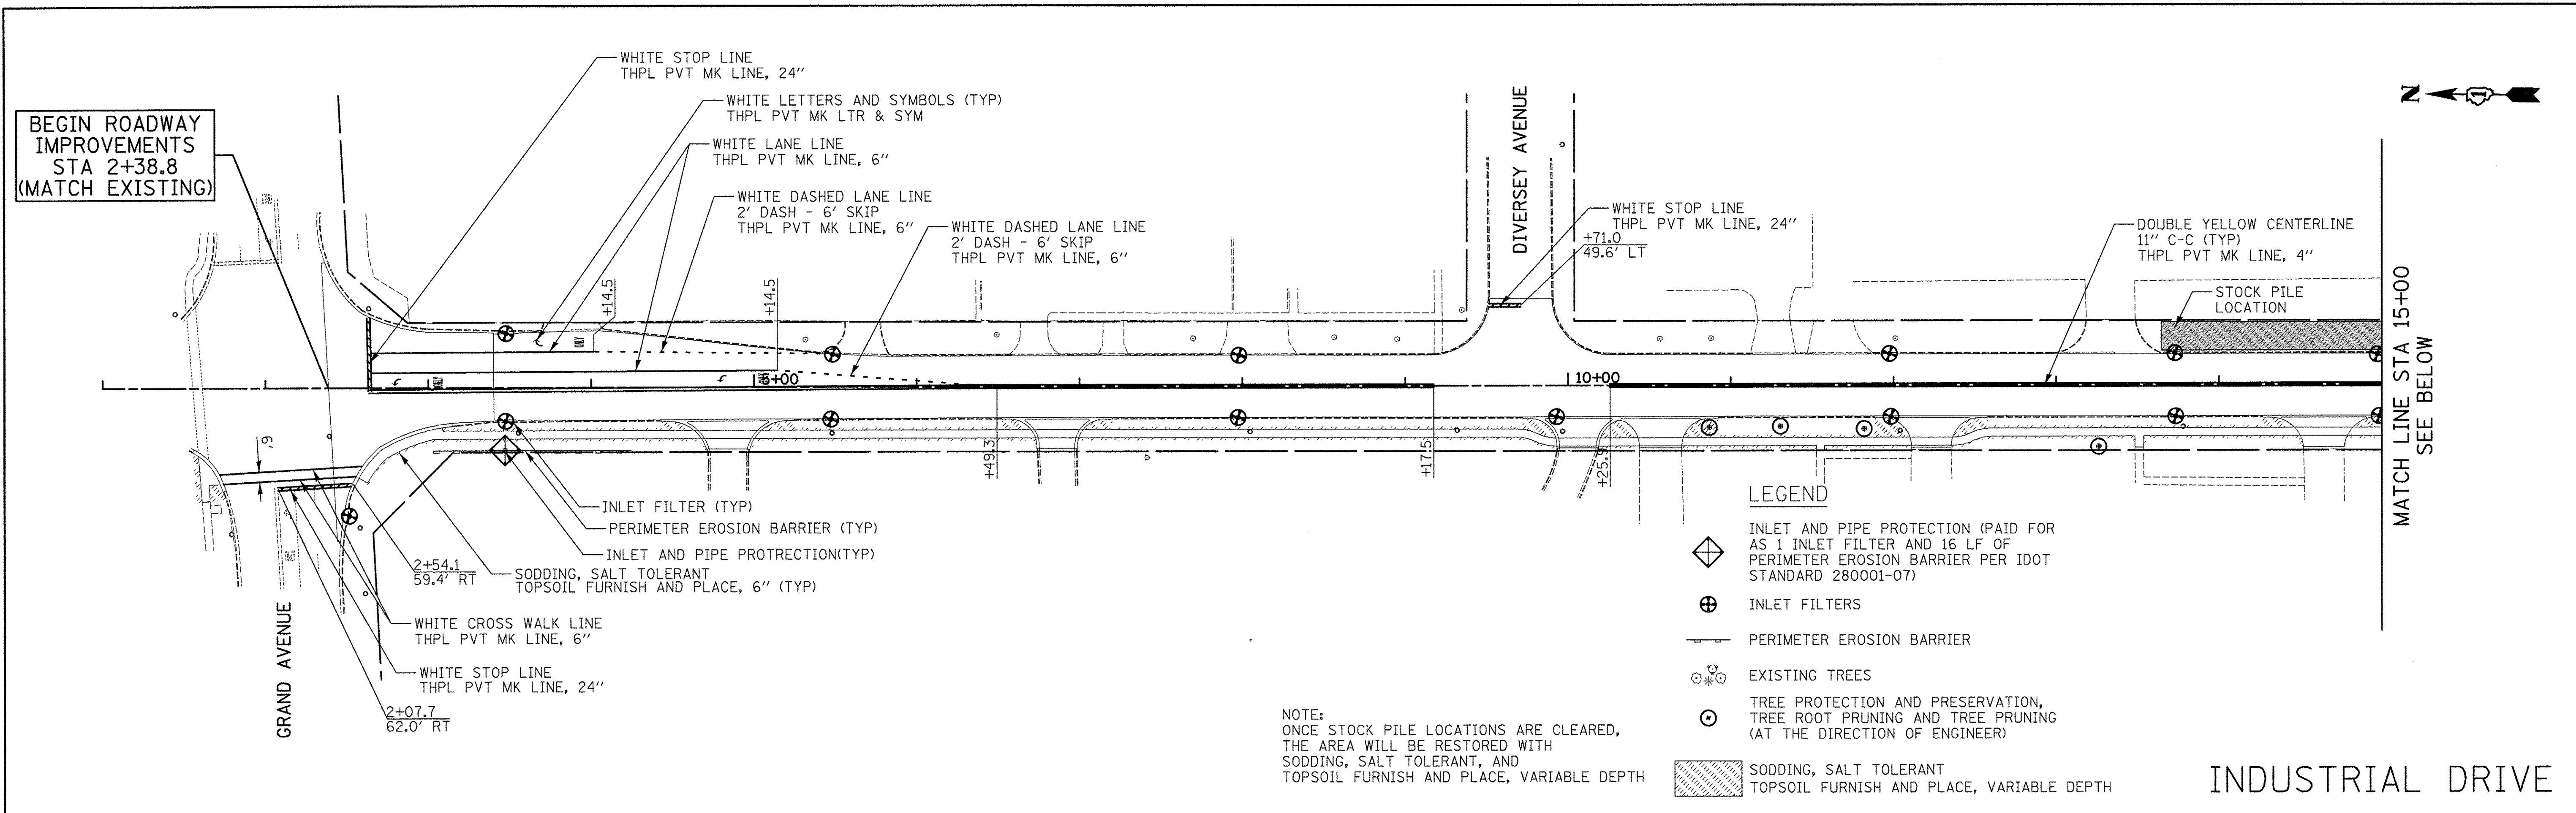 WHITE STOP LINE
THPL PVT MK LINE, 24"
WHITE LETTERS AND SYMBOLS (TYP)
THPL PVT MK LTR & SYM
WHITE LANE LINE
THPL PVT MK LINE, 6"
WHITE DASHED LANE LINE
2' DASH - 6' SKIP
THPL PVT MK LINE, 6"
WHITE DASHED LANE LINE
2' DASH - 6' SKIP
THPL PVT MK LINE, 6"
BEGIN ROADWAY
IMPROVEMENTS
STA 2+38.8
(MATCH EXISTING)
DIVERSEY AVENUE
WHITE STOP LINE
THPL PVT MK LINE, 24"
+71.0
49.6' LT
DOUBLE YELLOW CENTERLINE
11" C-C (TYP)
THPL PVT MK LINE, 4"
STOCK PILE
LOCATION
N
1
MATCH LINE STA 15+00
SEE BELOW
+14.5
+14.5
ONLY
ONLY
5+00
10+00
+49.3
+17.5
+25.9
6'
INLET FILTER (TYP)
PERIMETER EROSION BARRIER (TYP)
INLET AND PIPE PROTRECTION(TYP)
SODDING, SALT TOLERANT
TOPSOIL FURNISH AND PLACE, 6" (TYP)
2+54.1
59.4' RT
WHITE CROSS WALK LINE
THPL PVT MK LINE, 6"
WHITE STOP LINE
THPL PVT MK LINE, 24"
2+07.7
62.0' RT
GRAND AVENUE
LEGEND
INLET AND PIPE PROTECTION (PAID FOR
AS 1 INLET FILTER AND 16 LF OF
PERIMETER EROSION BARRIER PER IDOT
STANDARD 280001-07)
INLET FILTERS
PERIMETER EROSION BARRIER
EXISTING TREES
TREE PROTECTION AND PRESERVATION,
TREE ROOT PRUNING AND TREE PRUNING
(AT THE DIRECTION OF ENGINEER)
SODDING, SALT TOLERANT
TOPSOIL FURNISH AND PLACE, VARIABLE DEPTH
NOTE:
ONCE STOCK PILE LOCATIONS ARE CLEARED,
THE AREA WILL BE RESTORED WITH
SODDING, SALT TOLERANT, AND
TOPSOIL FURNISH AND PLACE, VARIABLE DEPTH
INDUSTRIAL DRIVE